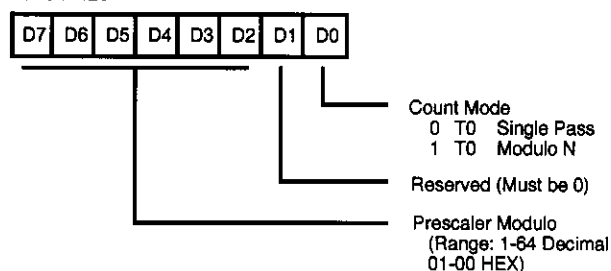 D7 D6 D5 D4 D3 D2 D1 D0
Count Mode
0 T0 Single Pass
1 T0 Modulo N
Reserved (Must be 0)
Prescaler Modulo
(Range: 1-64 Decimal
01-00 HEX)